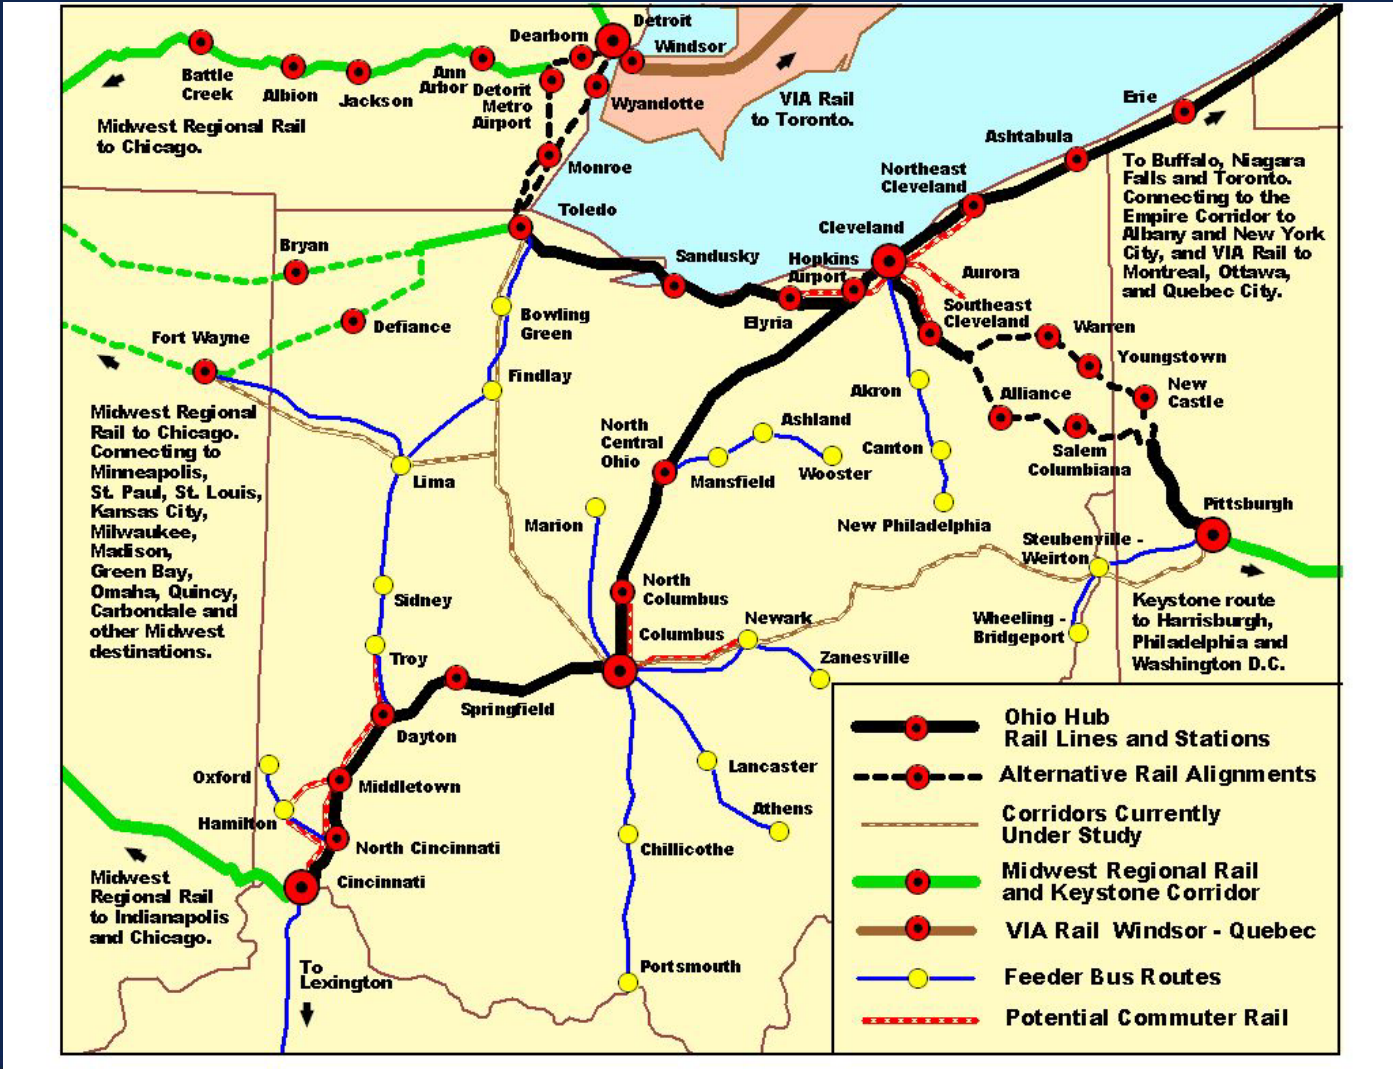 Detroit
Dearborn
Windsor
Battle
Creek
Albion
Jackson
Ann
Arbor
Detorit
Metro
Airport
Wyandotte
VIA Rail
to Toronto.
Erie
Ashtabula
Midwest Regional Rail
to Chicago.
Monroe
Northeast
Cleveland
To Buffalo, Niagara
Falls and Toronto.
Connecting to the
Empire Corridor to
Albany and New York
City, and VIA Rail to
Montreal, Ottawa,
and Quebec City.
Toledo
Cleveland
Bryan
Sandusky
Hopkins
Airport
Aurora
Elyria
Southeast
Cleveland
Bowling
Green
Defiance
Fort Wayne
Warren
Youngstown
Findlay
Akron
Alliance
New
Castle
Midwest Regional
Rail to Chicago.
Connecting to
Minneapolis,
St. Paul, St. Louis,
Kansas City,
Milwaukee,
Madison,
Green Bay,
Omaha, Quincy,
Carbondale and
other Midwest
destinations.
North
Central
Ohio
Ashland
Mansfield
Wooster
Canton
Salem
Columbiana
Lima
Marion
New Philadelphia
Pittsburgh
Steubenville -
Weirton
Sidney
North
Columbus
Columbus
Newark
Wheeling -
Bridgeport
Keystone route
to Harrisburgh,
Philadelphia and
Washington D.C.
Troy
Zanesville
Springfield
Dayton
Oxford
Middletown
Lancaster
Hamilton
Athens
North Cincinnati
Chillicothe
Cincinnati
Midwest
Regional Rail
to Indianapolis
and Chicago.
To
Lexington
Portsmouth
Ohio Hub
Rail Lines and Stations
Alternative Rail Alignments
Corridors Currently
Under Study
Midwest Regional Rail
and Keystone Corridor
VIA Rail Windsor - Quebec
Feeder Bus Routes
Potential Commuter Rail